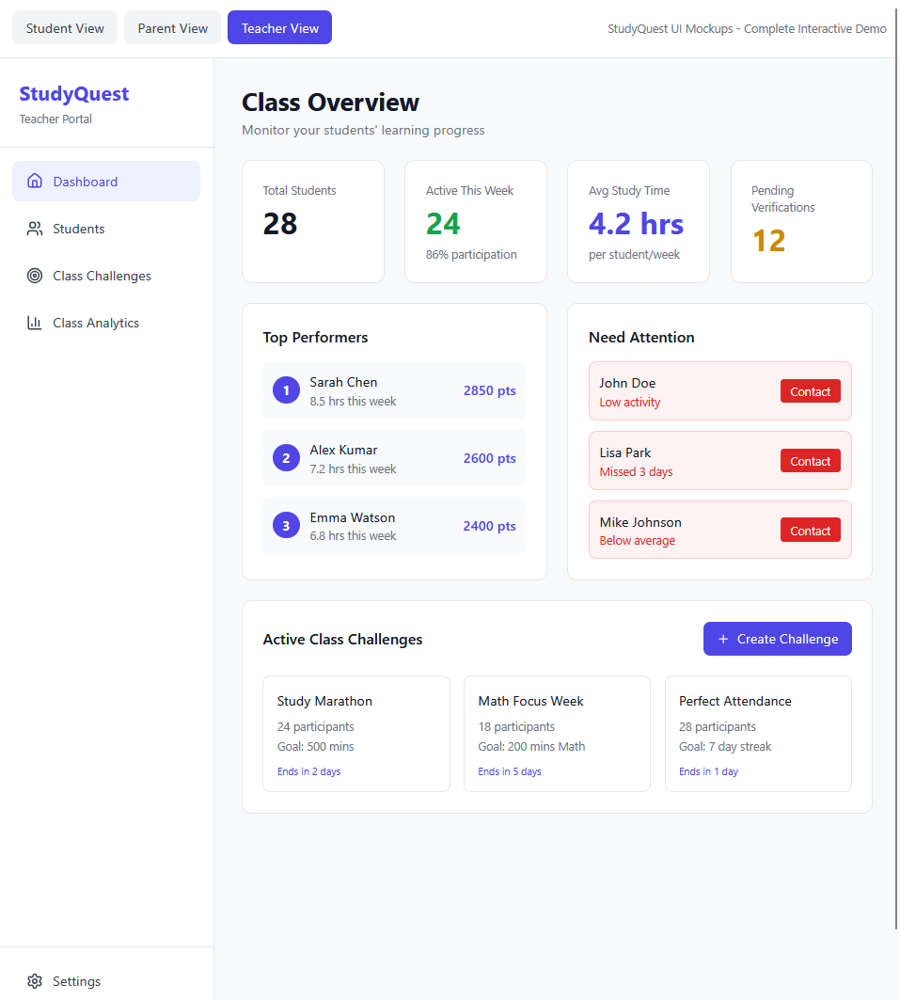 Student View
Parent View
Teacher View
StudyQuest UI Mockups - Complete Interactive Demo
StudyQuest
Teacher Portal
Dashboard
Students
Class Challenges
Class Analytics
Settings
Class Overview
Monitor your students' learning progress
Total Students
28
Active This Week
24
86% participation
Avg Study Time
4.2 hrs
per student/week
Pending
Verifications
12
Top Performers
1
Sarah Chen
8.5 hrs this week
2850 pts
2
Alex Kumar
7.2 hrs this week
2600 pts
3
Emma Watson
6.8 hrs this week
2400 pts
Need Attention
John Doe
Low activity
Contact
Lisa Park
Missed 3 days
Contact
Mike Johnson
Below average
Contact
Active Class Challenges
+ Create Challenge
Study Marathon
24 participants
Goal: 500 mins
Ends in 2 days
Math Focus Week
18 participants
Goal: 200 mins Math
Ends in 5 days
Perfect Attendance
28 participants
Goal: 7 day streak
Ends in 1 day